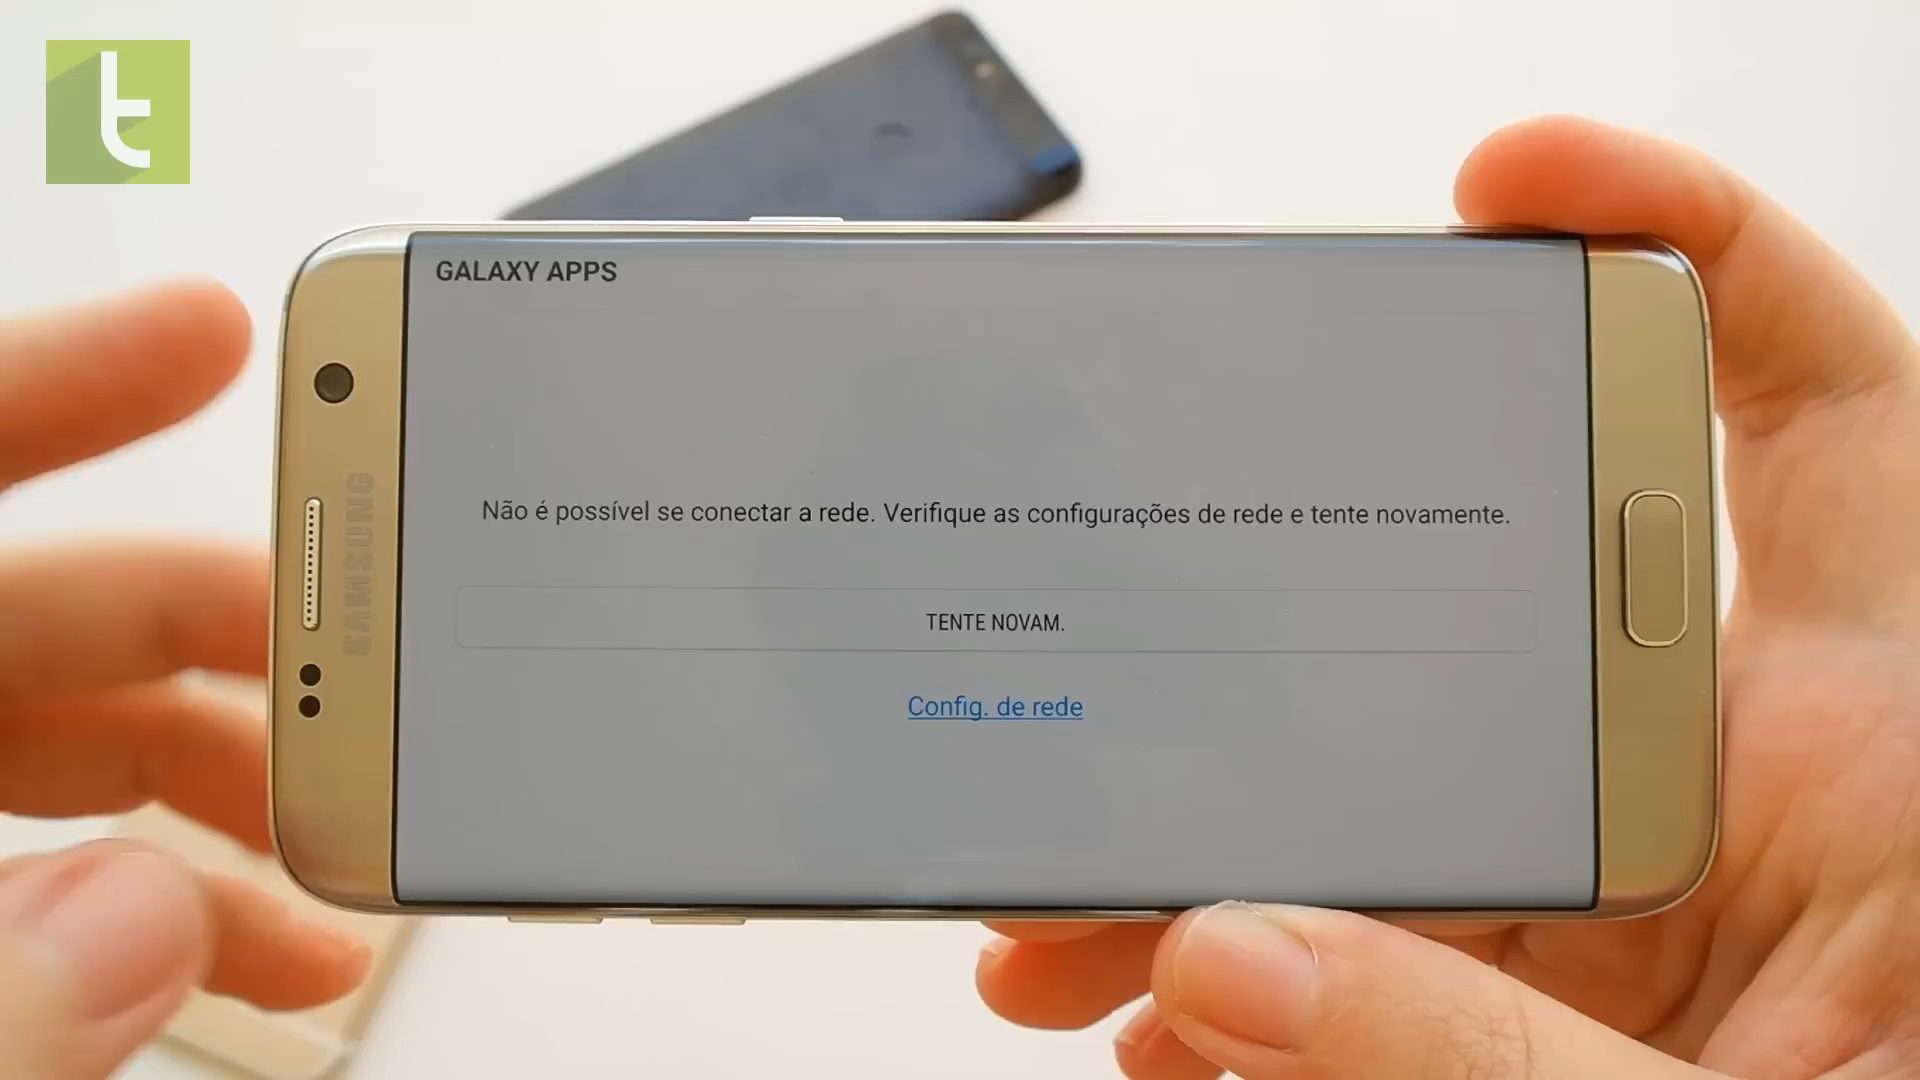 t
GALAXY APPS
SAMSUNG
Não é possível se conectar a rede. Verifique as configurações de rede e tente novamente.
TENTE NOVAM.
Config. de rede